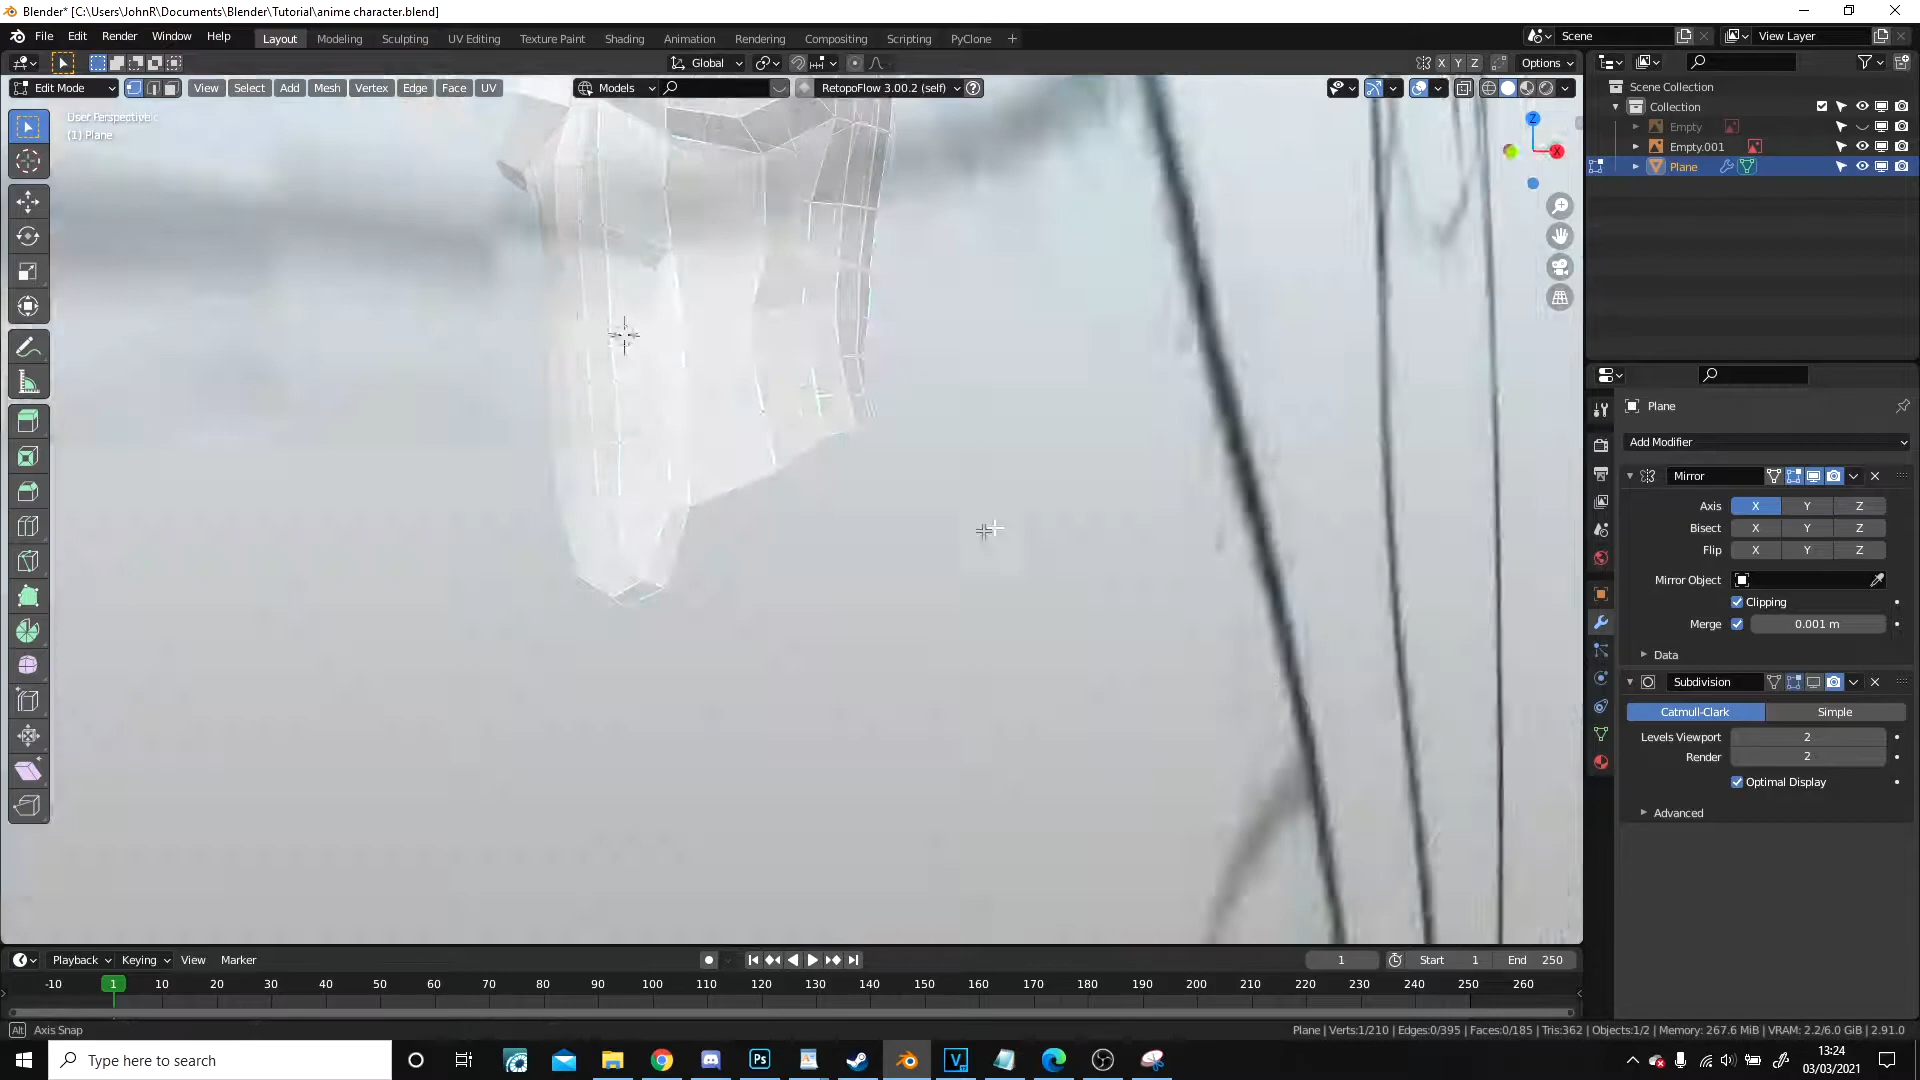 Blender* [C:\Users\JohnR\Documents\Blender\Tutorial\anime character.blend]
File Edit Render Window Help Layout Modeling Sculpting UV Editing Texture Paint Shading Animation Rendering Compositing Scripting PyClone + Scene View Layer
Global X Y Z Options
Edit Mode View Select Add Mesh Vertex Edge Face UV Models RetopoFlow 3.00.2 (self)
User Perspective
(1) Plane
Z
X
Scene Collection
Collection
Empty
Empty.001
Plane
Plane
Add Modifier
Mirror
Axis X Y Z
Bisect X Y Z
Flip X Y Z
Mirror Object
Clipping
Merge 0.001 m
Data
Subdivision
Catmull-Clark Simple
Levels Viewport 2
Render 2
Optimal Display
Advanced
Playback Keying View Marker 1 Start 1 End 250
-10 1 10 20 30 40 50 60 70 80 90 100 110 120 130 140 150 160 170 180 190 200 210 220 230 240 250 260
Alt Axis Snap Plane | Verts:1/210 | Edges:0/395 | Faces:0/185 | Tris:362 | Objects:1/2 | Memory: 267.6 MiB | VRAM: 2.2/6.0 GiB | 2.91.0
Type here to search
Ps
V
13:24
03/03/2021